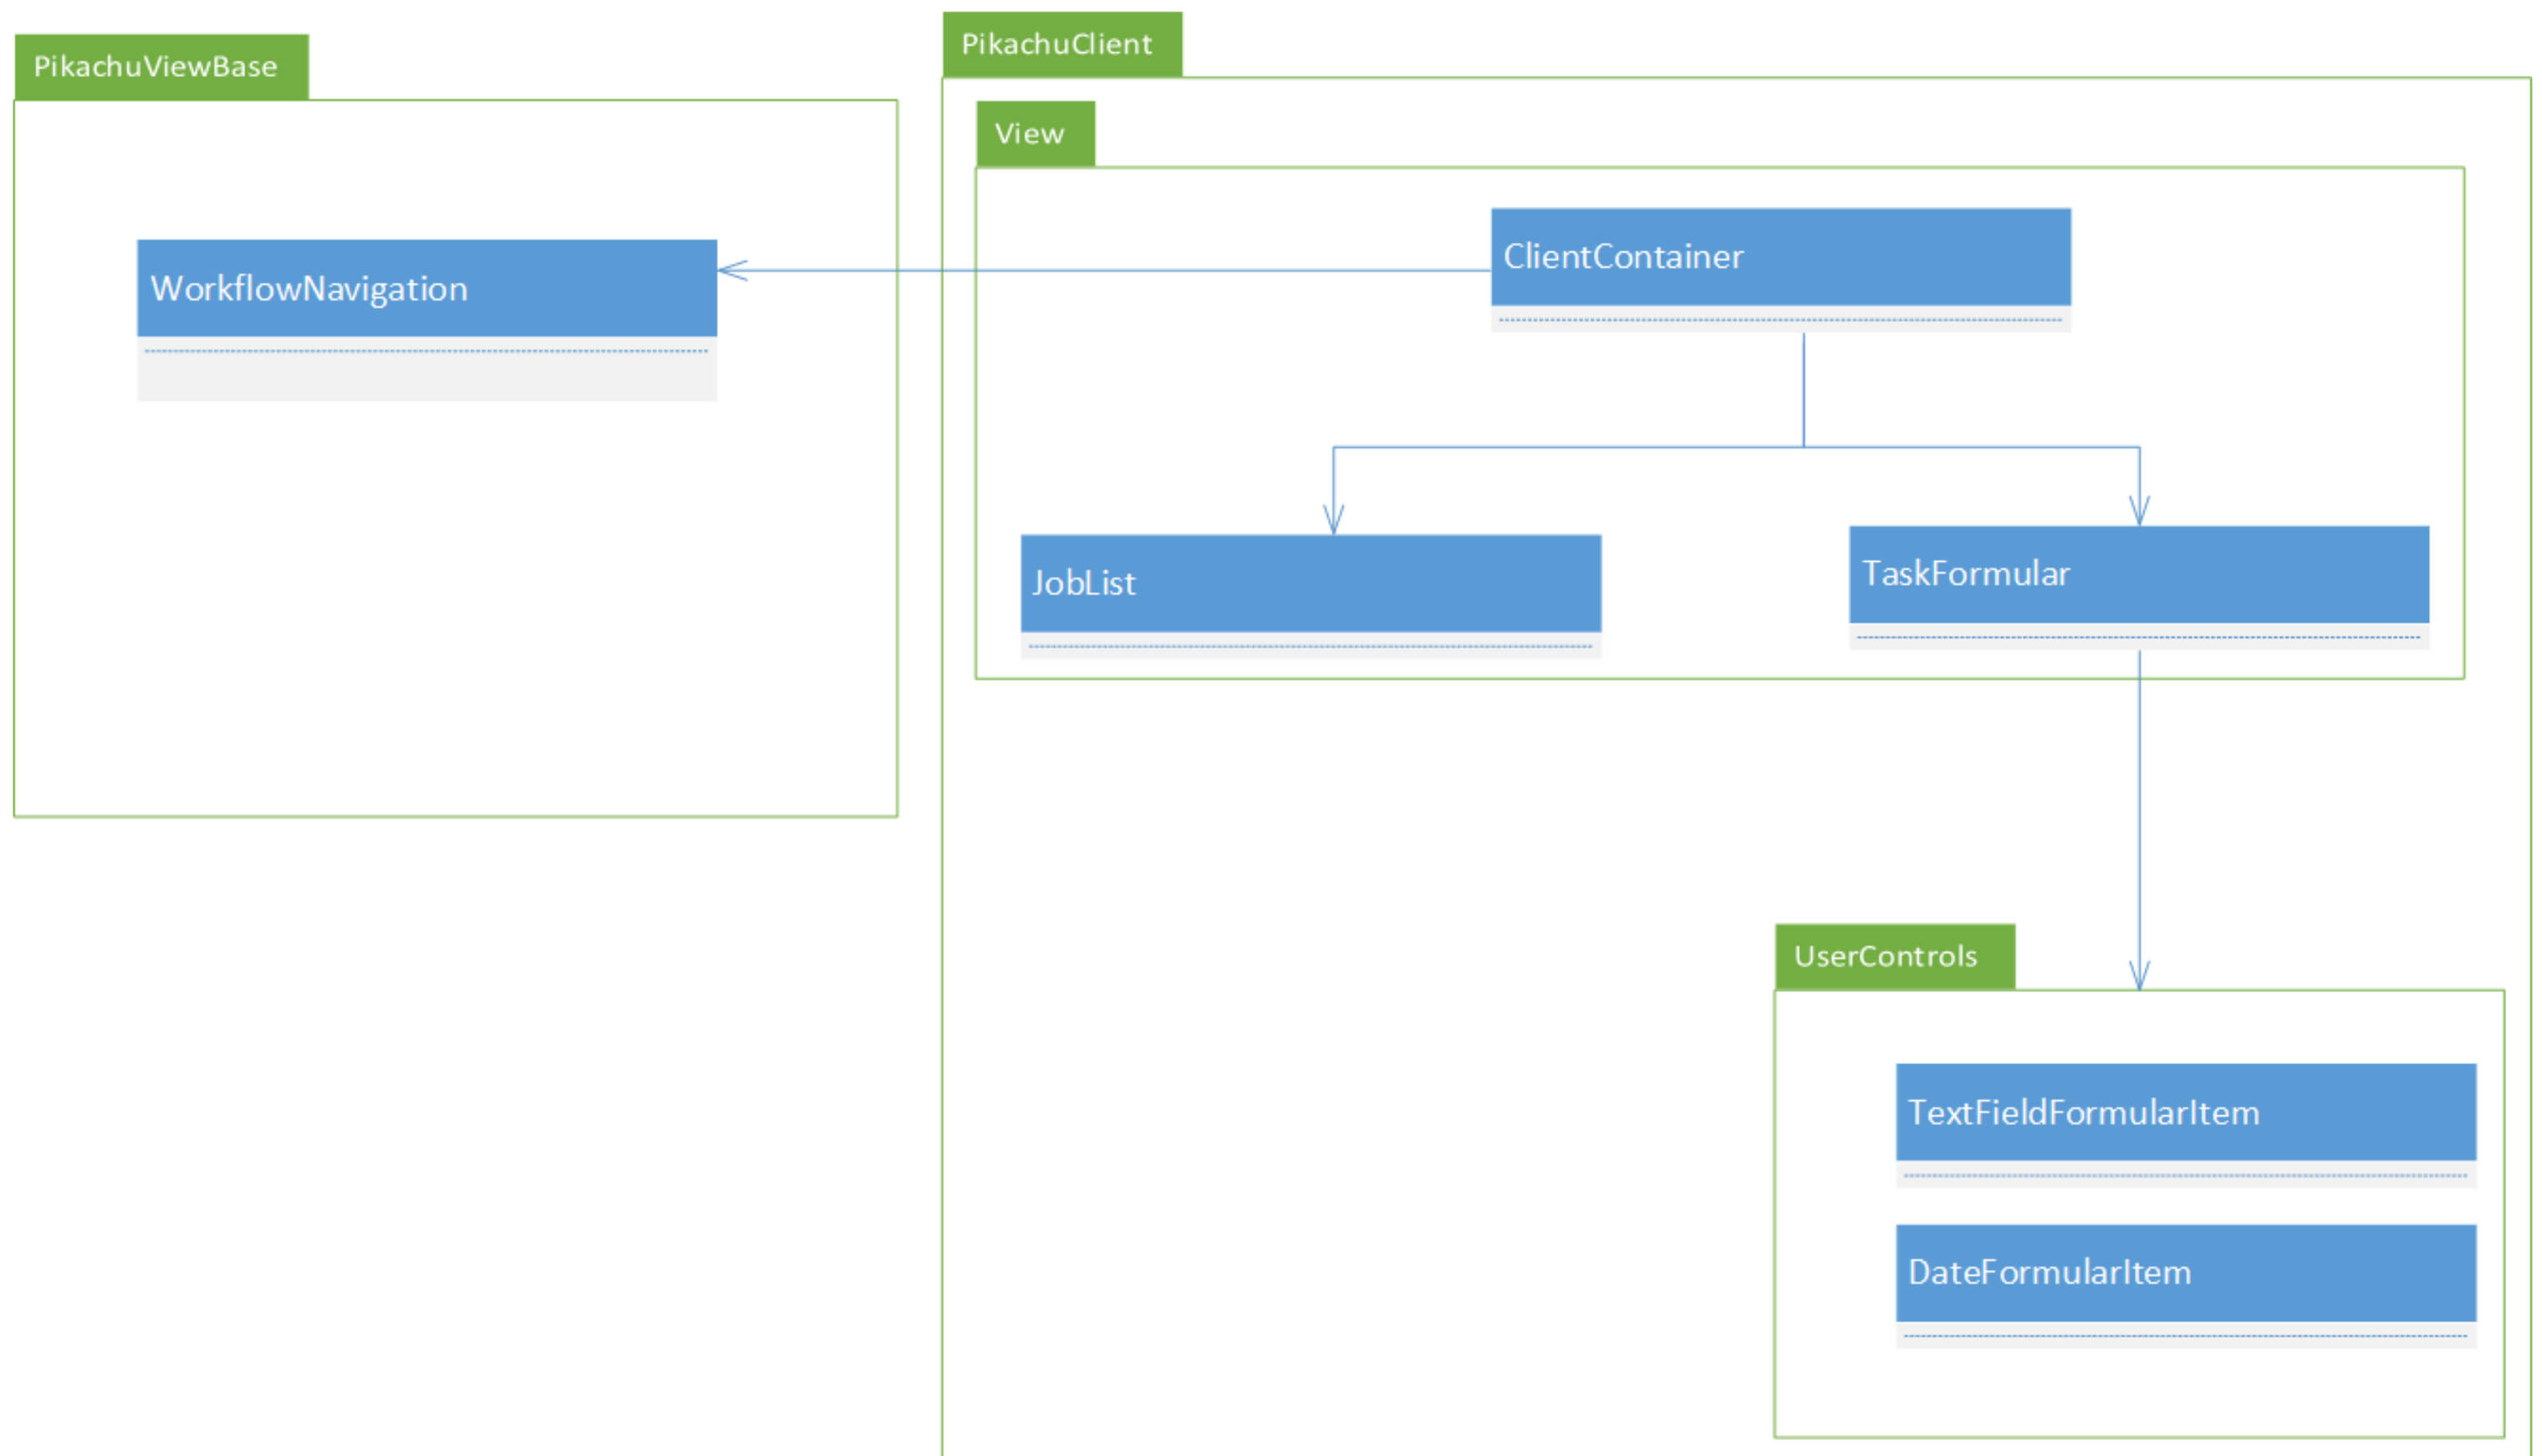 PikachuViewBase
WorkflowNavigation
PikachuClient
View
ClientContainer
JobList
TaskFormular
UserControls
TextFieldFormularItem
DateFormularItem